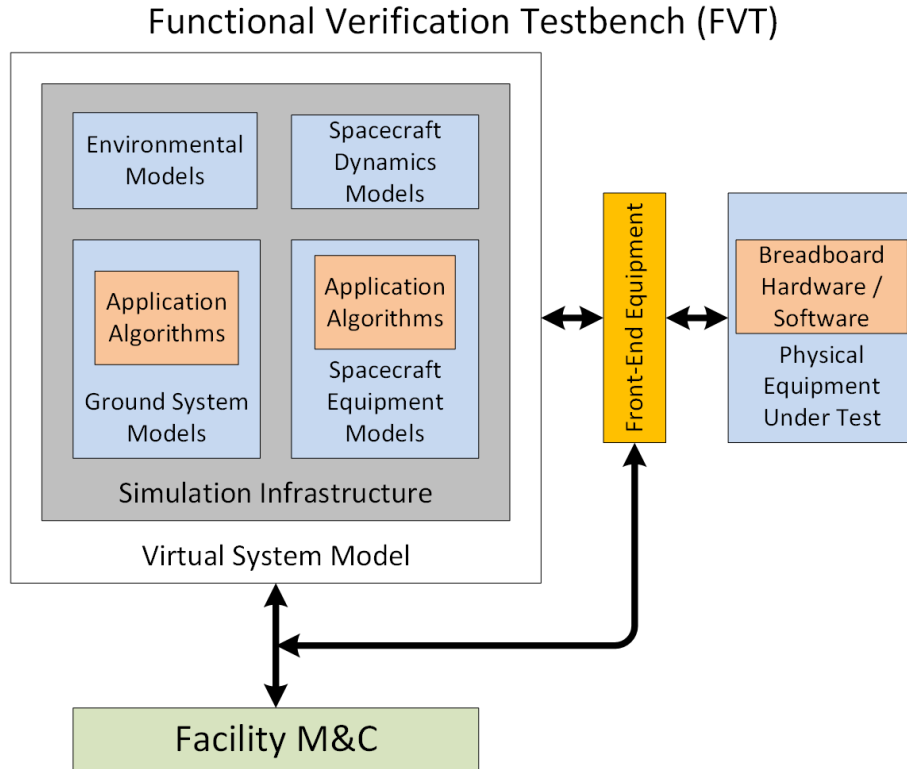 Functional Verification Testbench (FVT)
Environmental
Models
Spacecraft
Dynamics
Models
Application
Algorithms
Ground System
Models
Application
Algorithms
Spacecraft
Equipment
Models
Simulation Infrastructure
Virtual System Model
Front-End Equipment
Breadboard
Hardware /
Software
Physical
Equipment
Under Test
Facility M&C